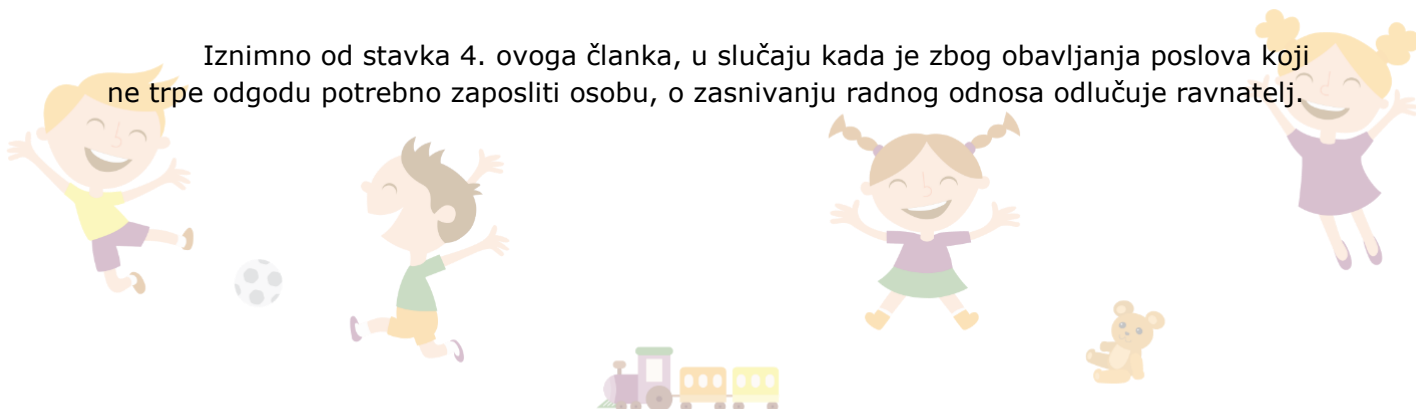 Iznimno od stavka 4. ovoga članka, u slučaju kada je zbog obavljanja poslova koji
ne trpe odgodu potrebno zaposliti osobu, o zasnivanju radnog odnosa odlučuje ravnatelj.